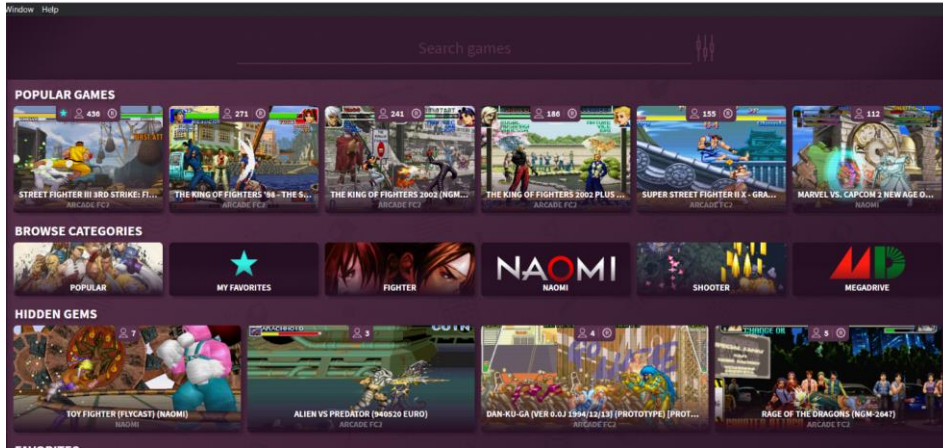 Window Help
Search games
POPULAR GAMES
436 R
271 R
241 R
186 R
155 R
112
STREET FIGHTER III 3RD STRIKE: FI...
ARCADE FC2
THE KING OF FIGHTERS '98 - THE S...
ARCADE FC2
THE KING OF FIGHTERS 2002 (NGM...
ARCADE FC2
THE KING OF FIGHTERS 2002 PLUS ...
ARCADE FC2
SUPER STREET FIGHTER II X - GRA...
ARCADE FC2
MARVEL VS. CAPCOM 2 NEW AGE O...
NAOMI
BROWSE CATEGORIES
POPULAR
MY FAVORITES
FIGHTER
NAOMI
NAOMI
SHOOTER
MEGADRIVE
HIDDEN GEMS
7
3
4 R
5 R
TOY FIGHTER (FLYCAST) (NAOMI)
NAOMI
ALIEN VS PREDATOR (940520 EURO)
ARCADE FC2
DAN-KU-GA (VER 0.0J 1994/12/13) (PROTOTYPE) [PROT...
ARCADE FC2
RAGE OF THE DRAGONS (NGM-264?)
ARCADE FC2
FAVORITES